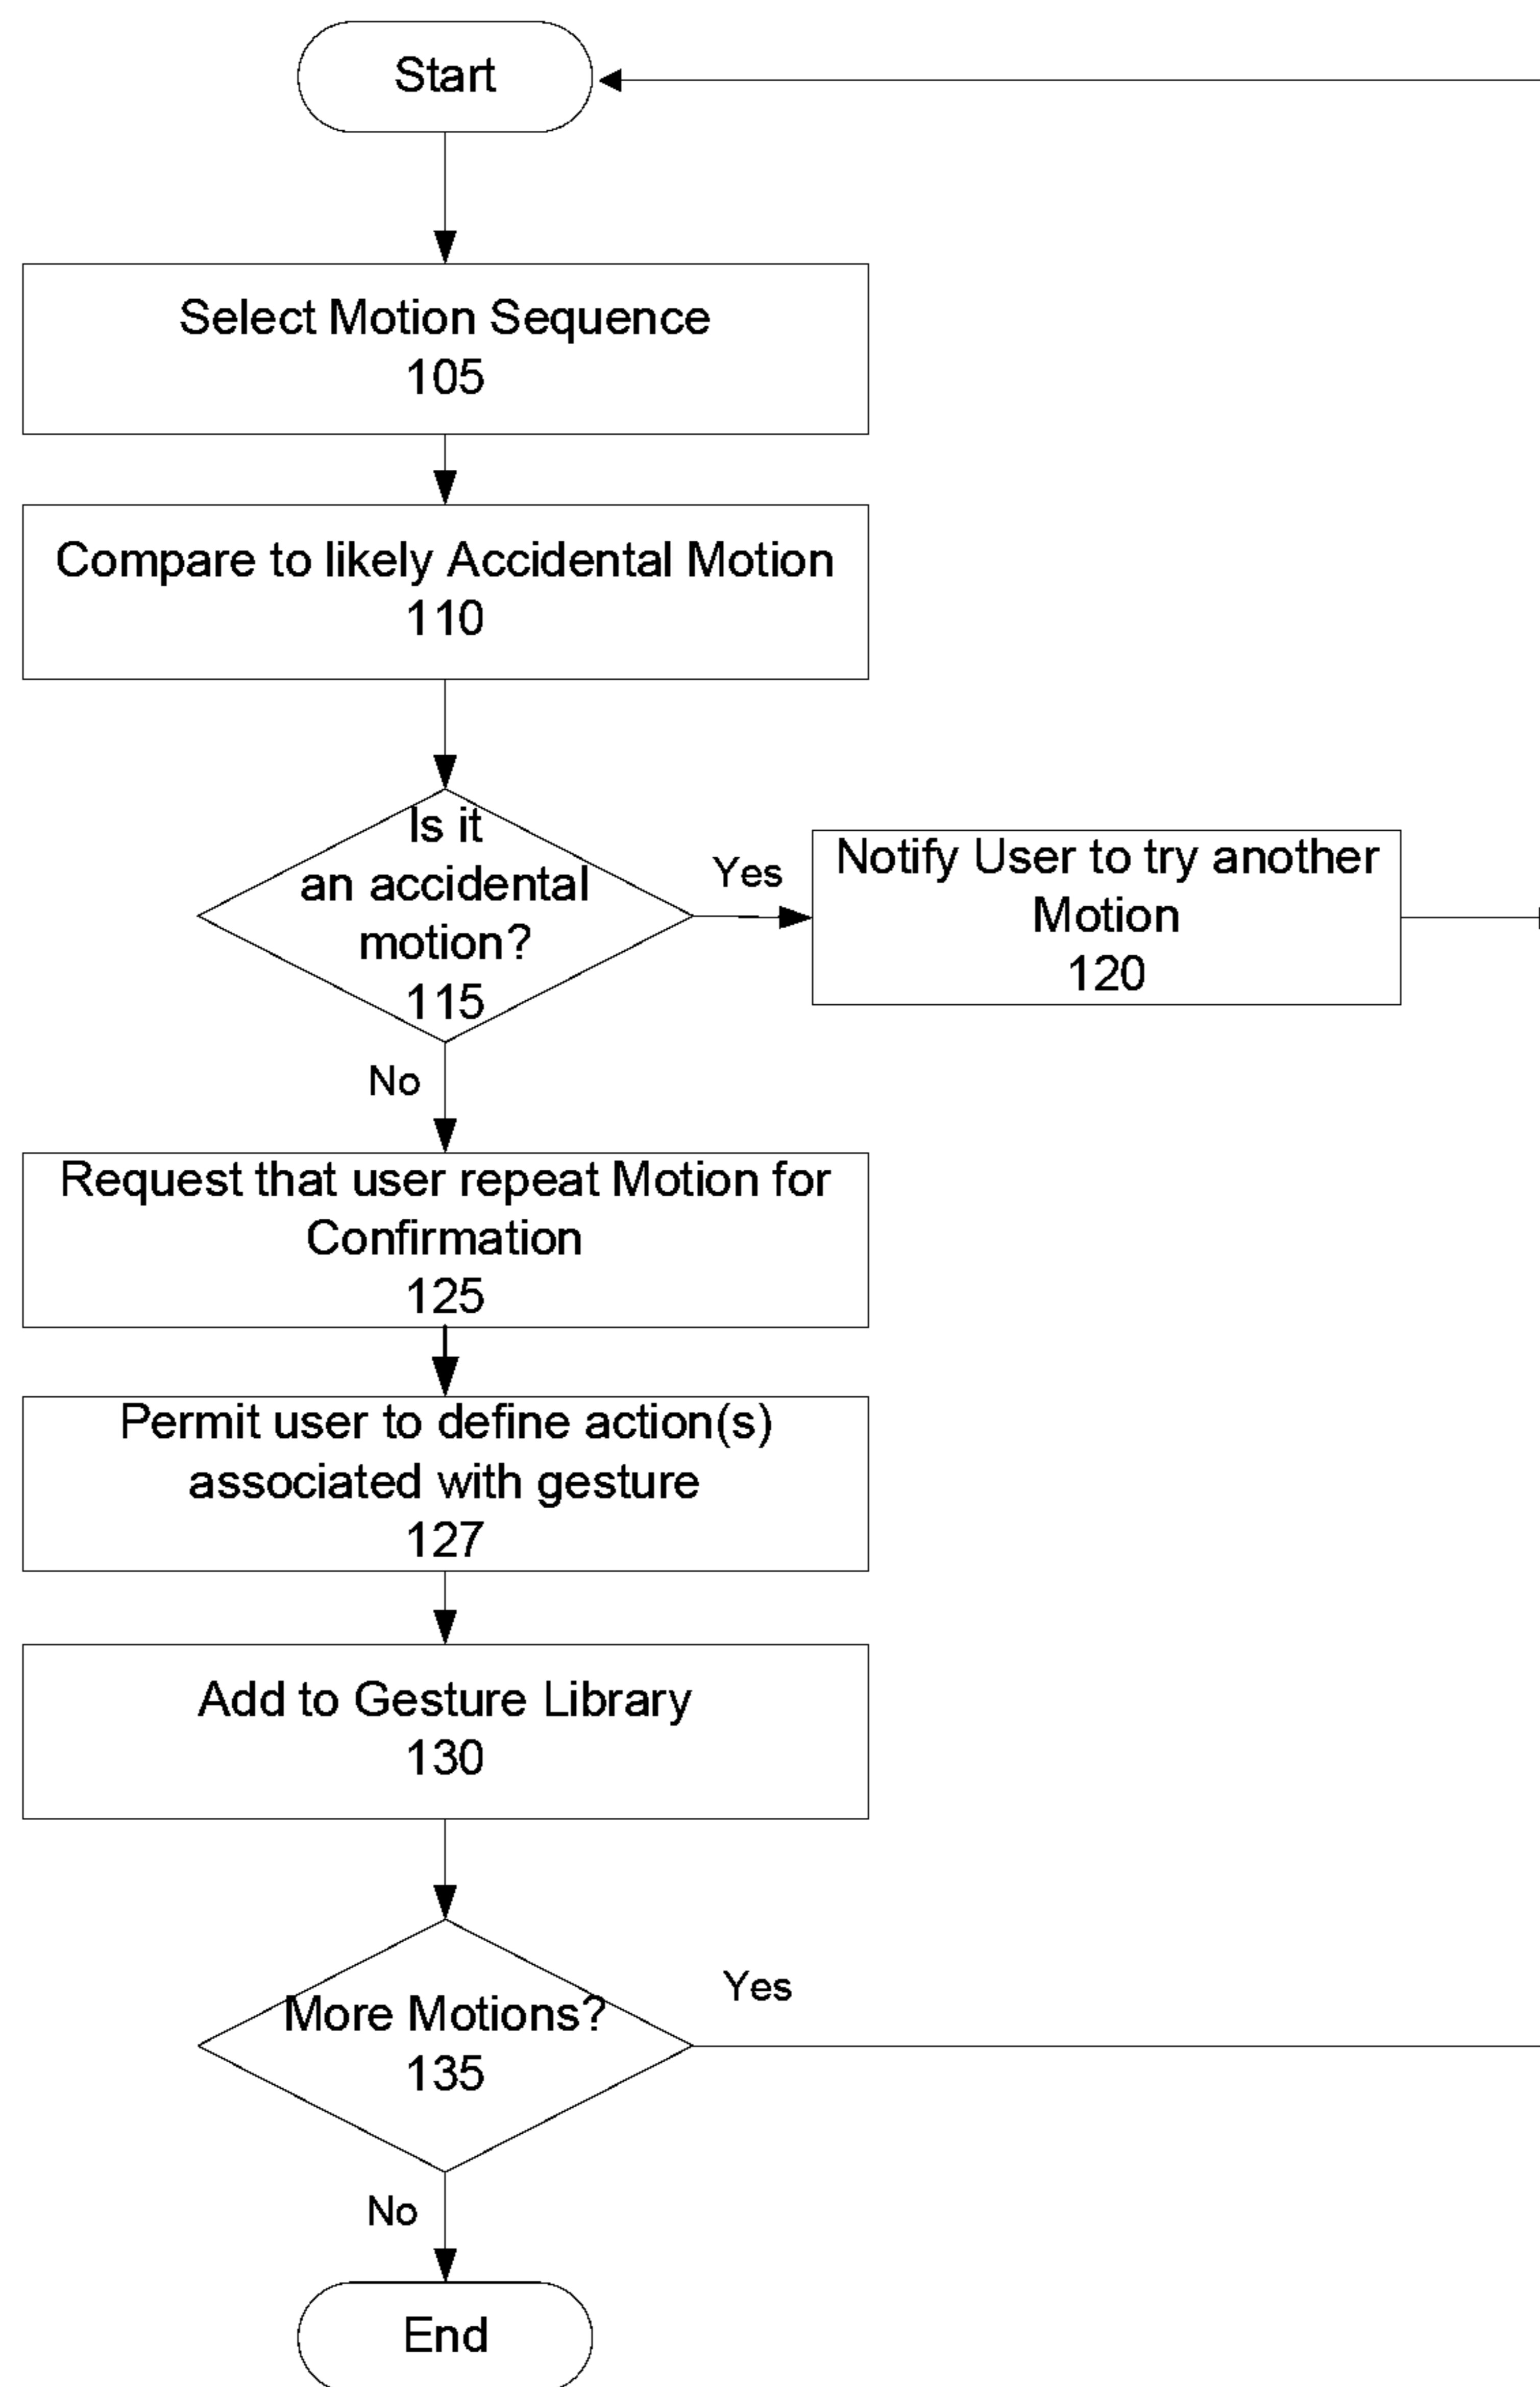 Start
Select Motion Sequence
105
Compare to likely Accidental Motion
110
Is it
an accidental
motion?
115
Yes
Notify User to try another
Motion
120
No
Request that user repeat Motion for
Confirmation
125
Permit user to define action(s)
associated with gesture
127
Add to Gesture Library
130
More Motions?
135
Yes
No
End